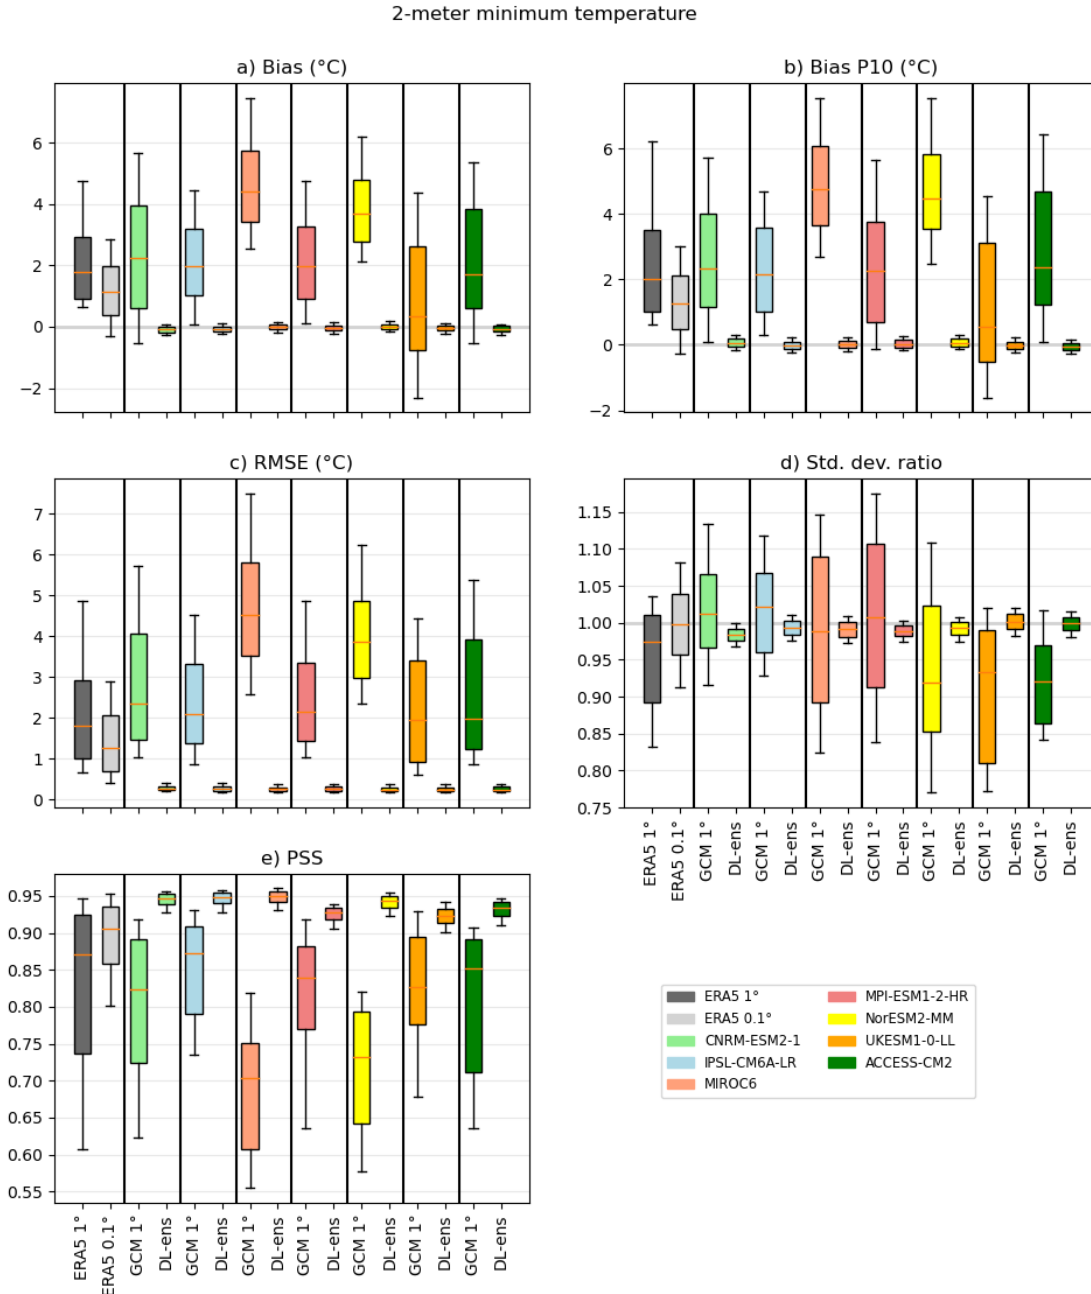 2-meter minimum temperature
a) Bias (°C)
6
4
2
0
−2
b) Bias P10 (°C)
6
4
2
0
−2
c) RMSE (°C)
7
6
5
4
3
2
1
0
d) Std. dev. ratio
1.15
1.10
1.05
1.00
0.95
0.90
0.85
0.80
0.75
ERA5 1°
ERA5 0.1°
GCM 1°
DL-ens
GCM 1°
DL-ens
GCM 1°
DL-ens
GCM 1°
DL-ens
GCM 1°
DL-ens
GCM 1°
DL-ens
GCM 1°
DL-ens
e) PSS
0.95
0.90
0.85
0.80
0.75
0.70
0.65
0.60
0.55
ERA5 1°
ERA5 0.1°
GCM 1°
DL-ens
GCM 1°
DL-ens
GCM 1°
DL-ens
GCM 1°
DL-ens
GCM 1°
DL-ens
GCM 1°
DL-ens
GCM 1°
DL-ens
ERA5 1°
ERA5 0.1°
CNRM-ESM2-1
IPSL-CM6A-LR
MIROC6
MPI-ESM1-2-HR
NorESM2-MM
UKESM1-0-LL
ACCESS-CM2